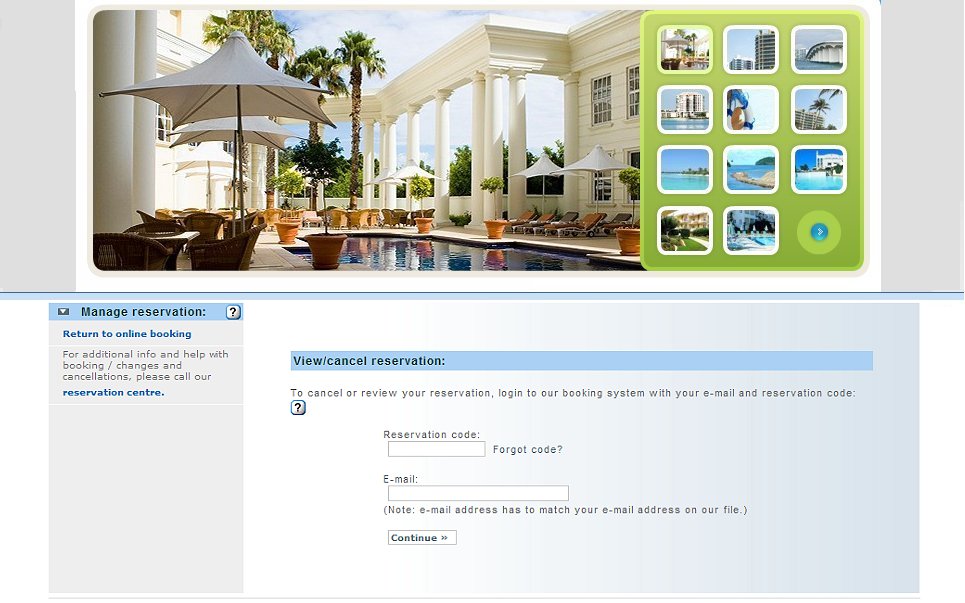 Manage reservation: ?
Return to online booking
For additional info and help with
booking / changes and
cancellations, please call our
reservation centre.
View/cancel reservation:
To cancel or review your reservation, login to our booking system with your e-mail and reservation code:
?
Reservation code:
Forgot code?
E-mail:
(Note: e-mail address has to match your e-mail address on our file.)
Continue »